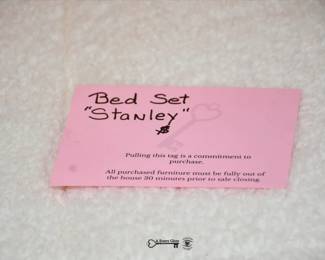 Bed Set
"Stanley"
Pulling this tag is a commitment to
purchase.
All purchased furniture must be fully out of
the house 30 minutes prior to sale closing.